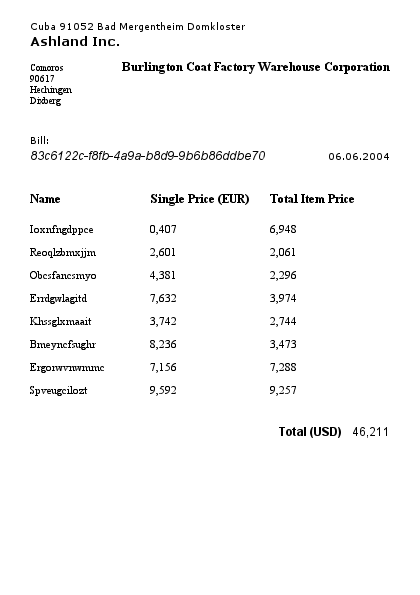 Cuba 91052 Bad Mergentheim Domkloster
Ashland Inc.
Comoros
90617
Hechingen
Dixberg
Burlington Coat Factory Warehouse Corporation
Bill:
83c6122c-f8fb-4a9a-b8d9-9b6b86ddbe70 06.06.2004
Name Single Price (EUR) Total Item Price
Ioxnfngdppce 0,407 6,948
Reoqlzbmxjjm 2,601 2,061
Obcsfancsmyo 4,381 2,296
Errdgwlagitd 7,632 3,974
Khssglxmaait 3,742 2,744
Bmeyncfsughr 8,236 3,473
Ergorwvnwmmc 7,156 7,288
Spveugcilozt 9,592 9,257
Total (USD) 46,211